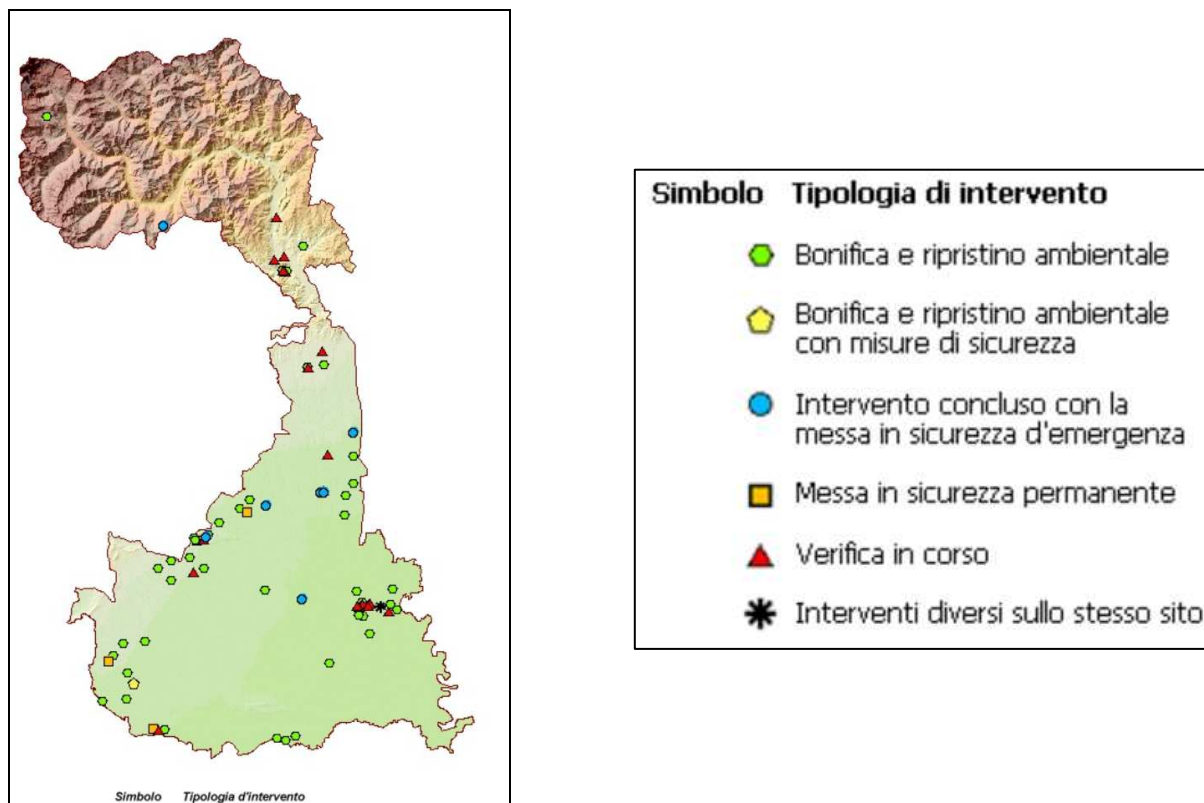 Simbolo Tipologia d'intervento
Simbolo Tipologia di intervento
Bonifica e ripristino ambientale
Bonifica e ripristino ambientale
con misure di sicurezza
Intervento concluso con la
messa in sicurezza d'emergenza
Messa in sicurezza permanente
Verifica in corso
Interventi diversi sullo stesso sito